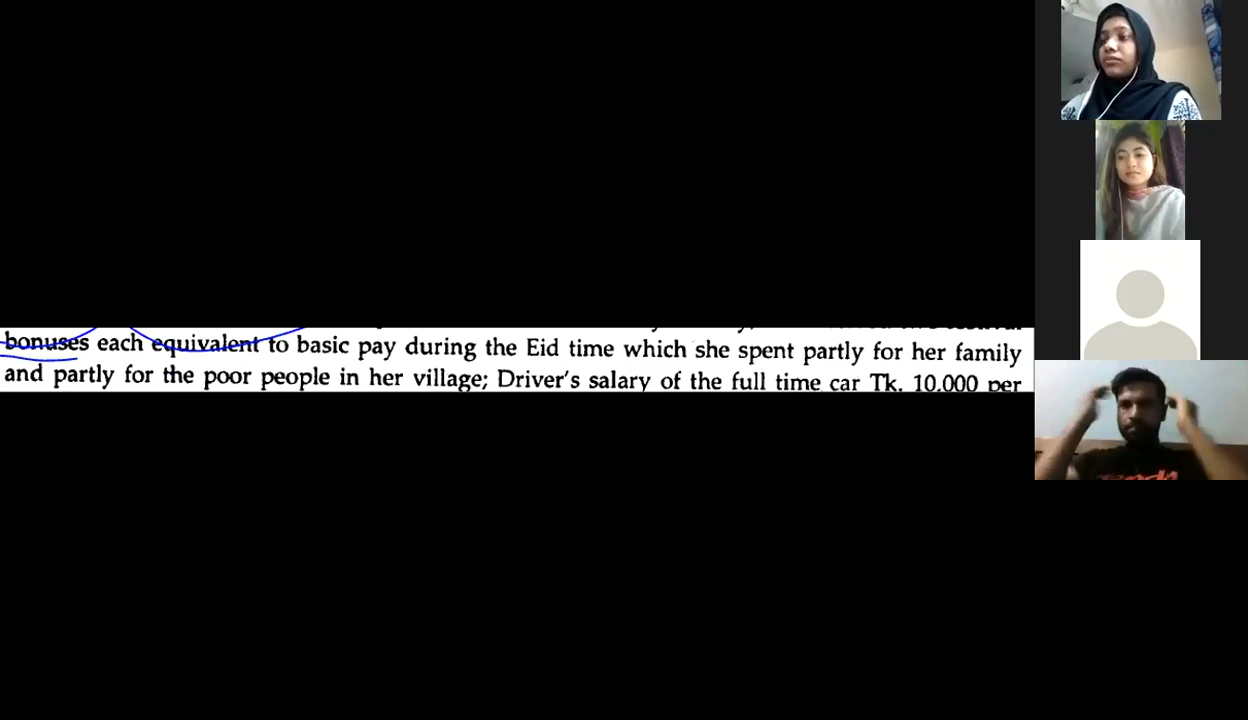 bonuses each equivalent to basic pay during the Eid time which she spent partly for her family
and partly for the poor people in her village; Driver's salary of the full time car Tk. 10,000 per